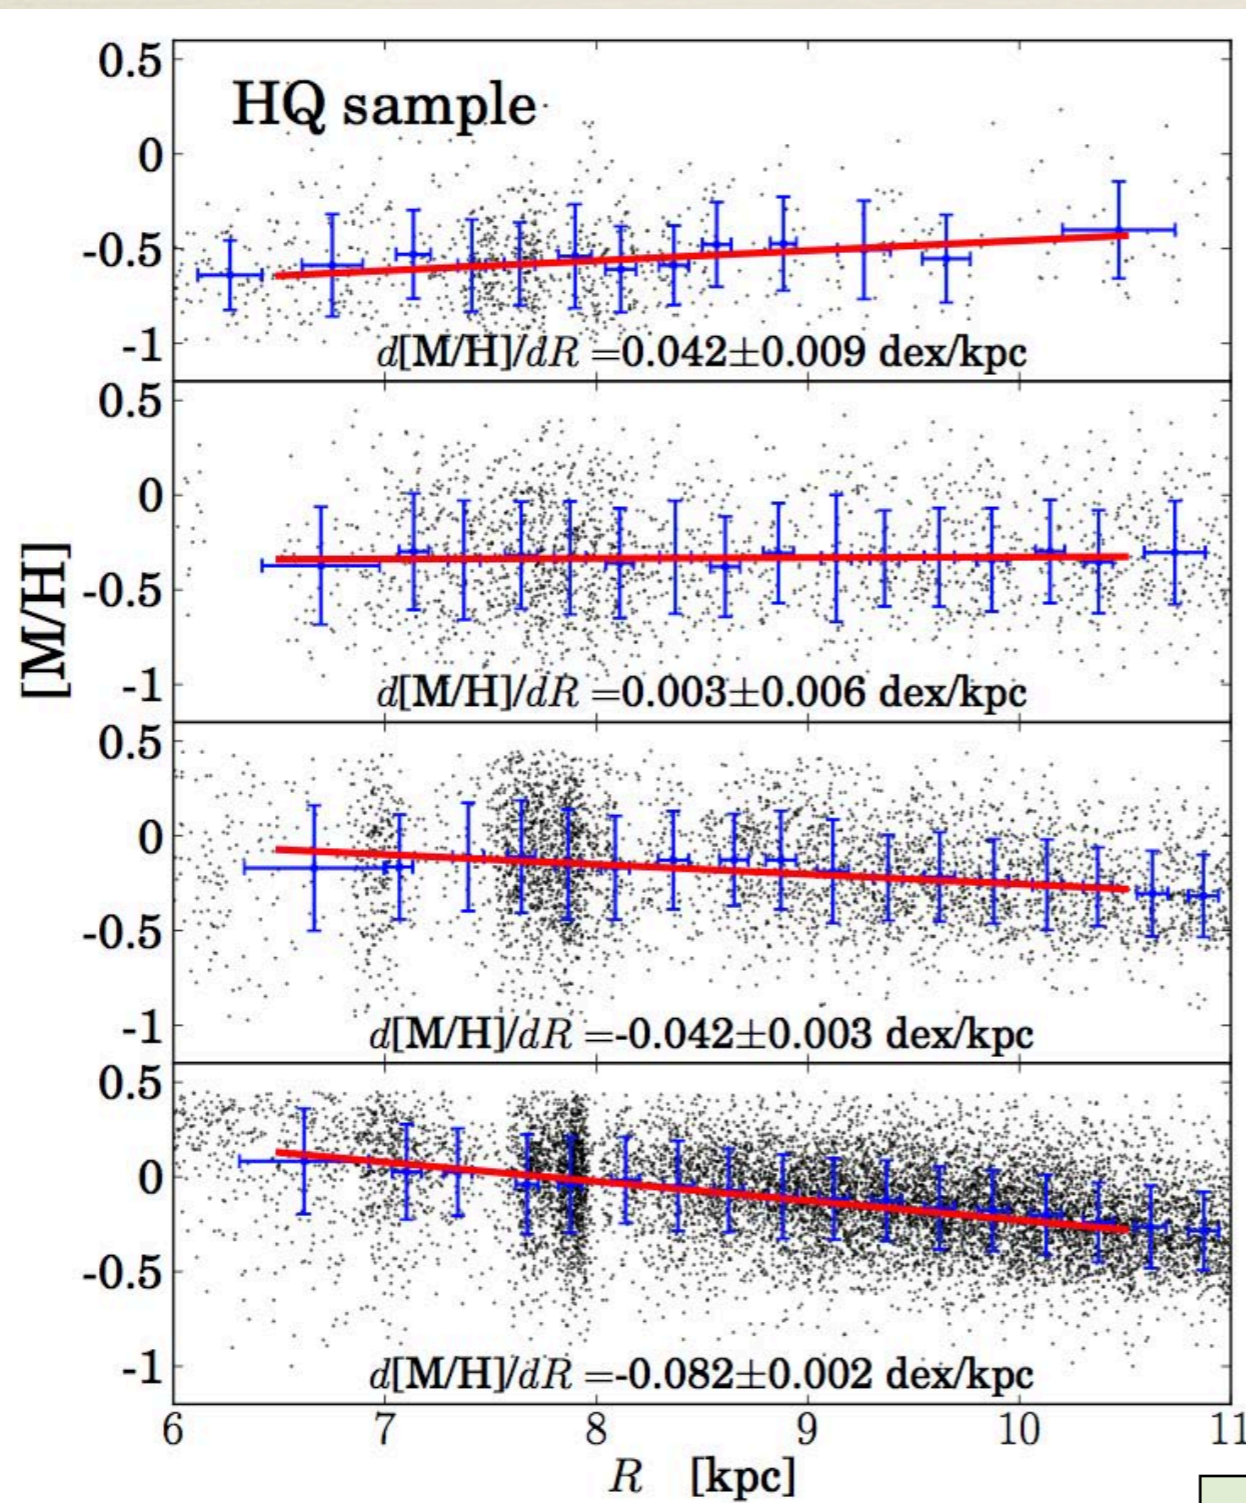 0.5
HQ sample
0
-0.5
-1
d[M/H]/dR =0.042±0.009 dex/kpc
0.5
0
-0.5
-1
d[M/H]/dR =0.003±0.006 dex/kpc
[M/H]
0.5
0
-0.5
-1
d[M/H]/dR =-0.042±0.003 dex/kpc
0.5
0
-0.5
-1
d[M/H]/dR =-0.082±0.002 dex/kpc
6 7 8 9 10 11
R [kpc]